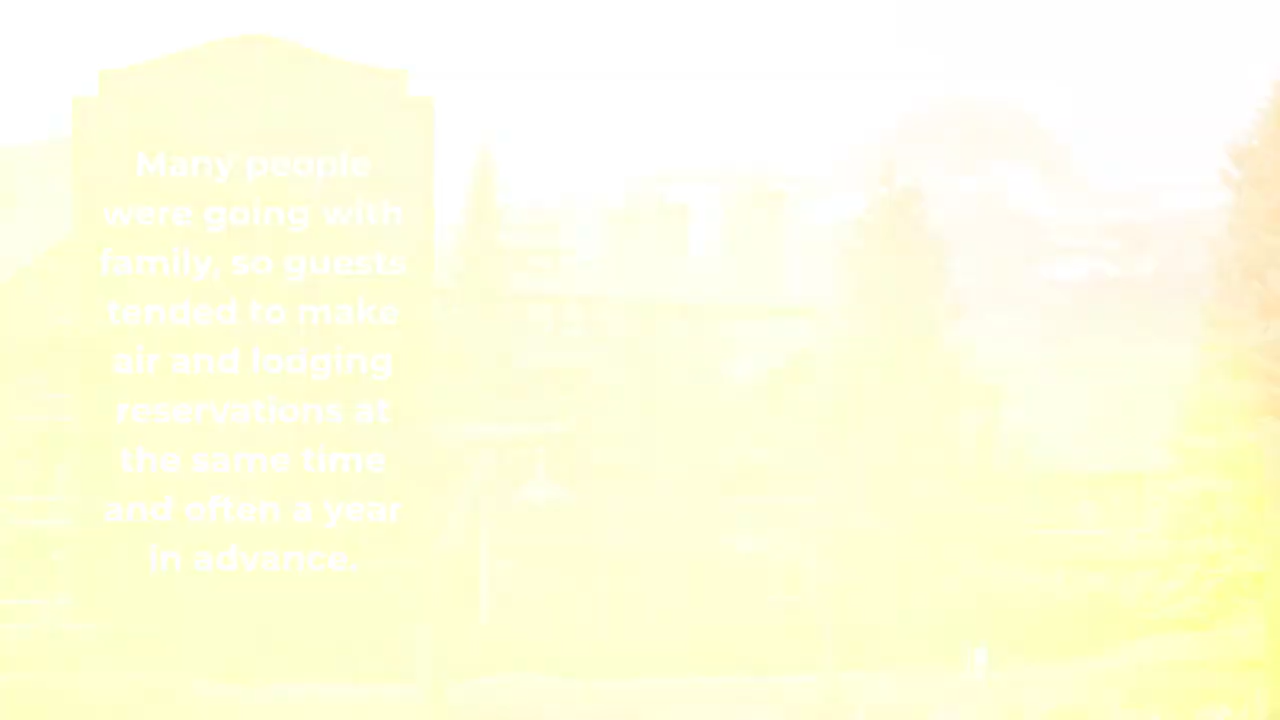 Many people
were going with
family, so guests
tended to make
air and lodging
reservations at
the same time
and often a year
in advance.